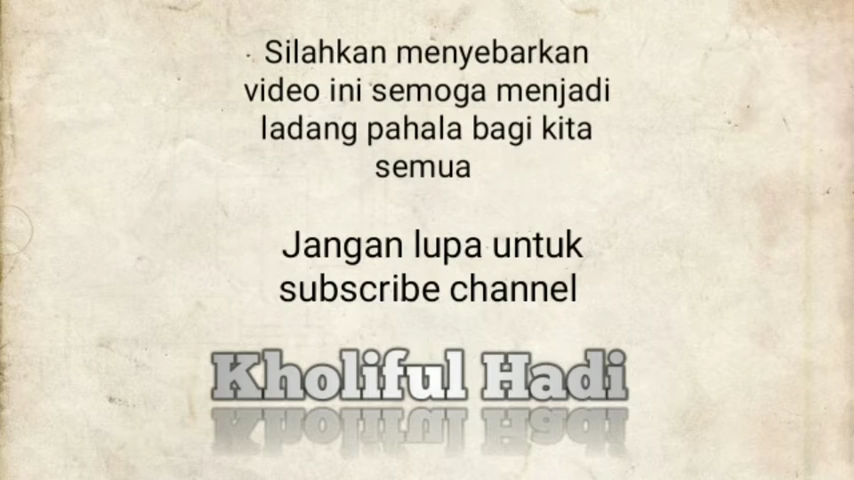 Silahkan menyebarkan
video ini semoga menjadi
ladang pahala bagi kita
semua
Jangan lupa untuk
subscribe channel
Kholiful Hadi